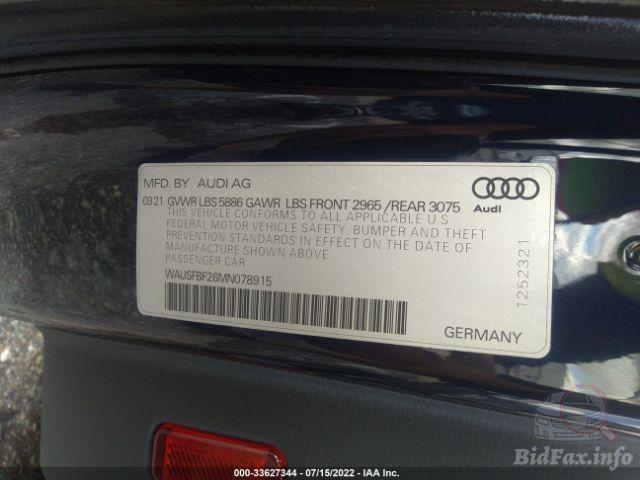 MFD. BY AUDI AG
0321 GVWR LBS 5886 GAWR LBS FRONT 2965 /REAR 3075
THIS VEHICLE CONFORMS TO ALL APPLICABLE U.S.
FEDERAL MOTOR VEHICLE SAFETY, BUMPER AND THEFT
PREVENTION STANDARDS IN EFFECT ON THE DATE OF
MANUFACTURE SHOWN ABOVE
PASSENGER CAR
WAUSFBF26MN078915
Audi
1252321
GERMANY
BidFax.info
000-33627344 - 07/15/2022 - IAA Inc.